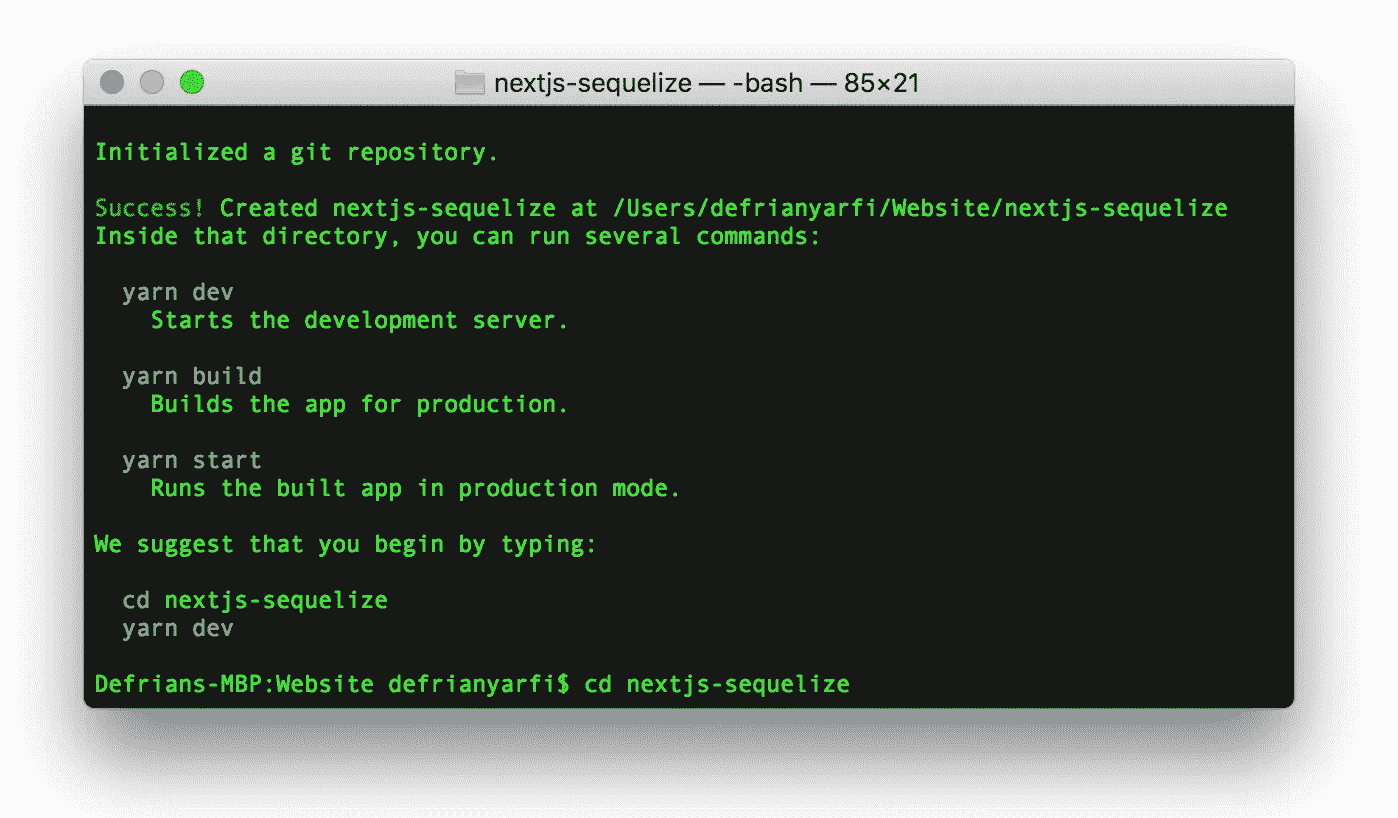 nextjs-sequelize — -bash — 85×21
Initialized a git repository.
Success! Created nextjs-sequelize at /Users/defrianyarfi/Website/nextjs-sequelize
Inside that directory, you can run several commands:
yarn dev
Starts the development server.
yarn build
Builds the app for production.
yarn start
Runs the built app in production mode.
We suggest that you begin by typing:
cd nextjs-sequelize
yarn dev
Defrians-MBP:Website defrianyarfi$ cd nextjs-sequelize